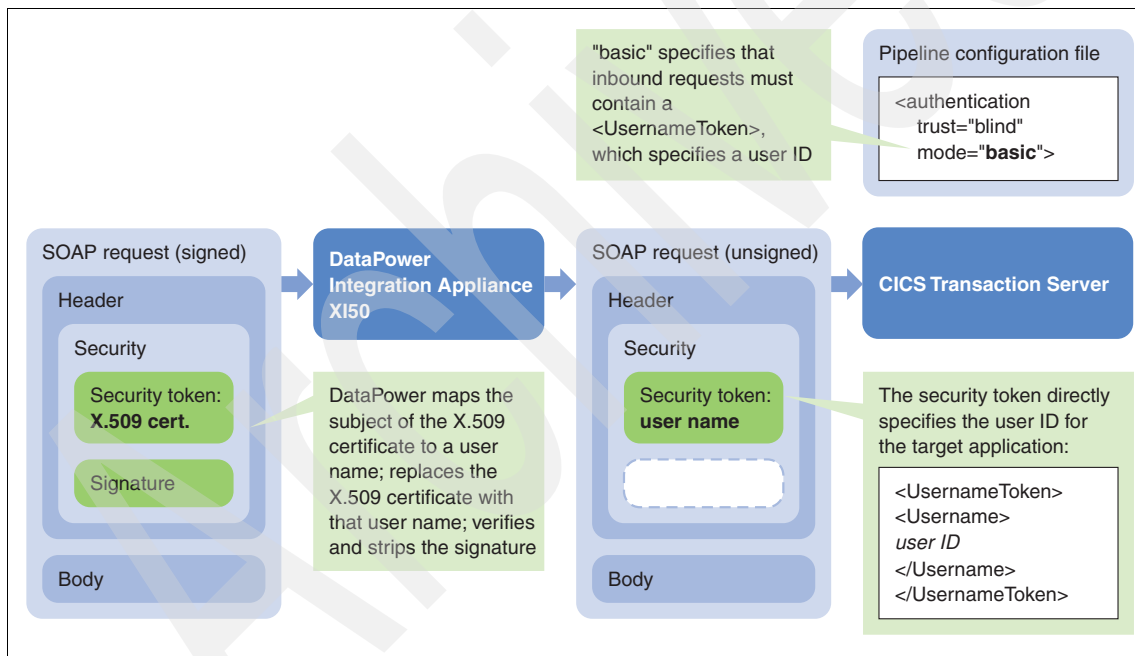 "basic" specifies that
inbound requests must
contain a
<UsernameToken>,
which specifies a user ID
Pipeline configuration file
<authentication
trust="blind"
mode="basic">
SOAP request (signed)
Header
Security
Security token:
X.509 cert.
Signature
Body
DataPower
Integration Appliance
XI50
DataPower maps the
subject of the X.509
certificate to a user
name; replaces the
X.509 certificate with
that user name; verifies
and strips the signature
SOAP request (unsigned)
Header
Security
Security token:
user name
Body
CICS Transaction Server
The security token directly
specifies the user ID for
the target application:
<UsernameToken>
<Username>
user ID
</Username>
</UsernameToken>